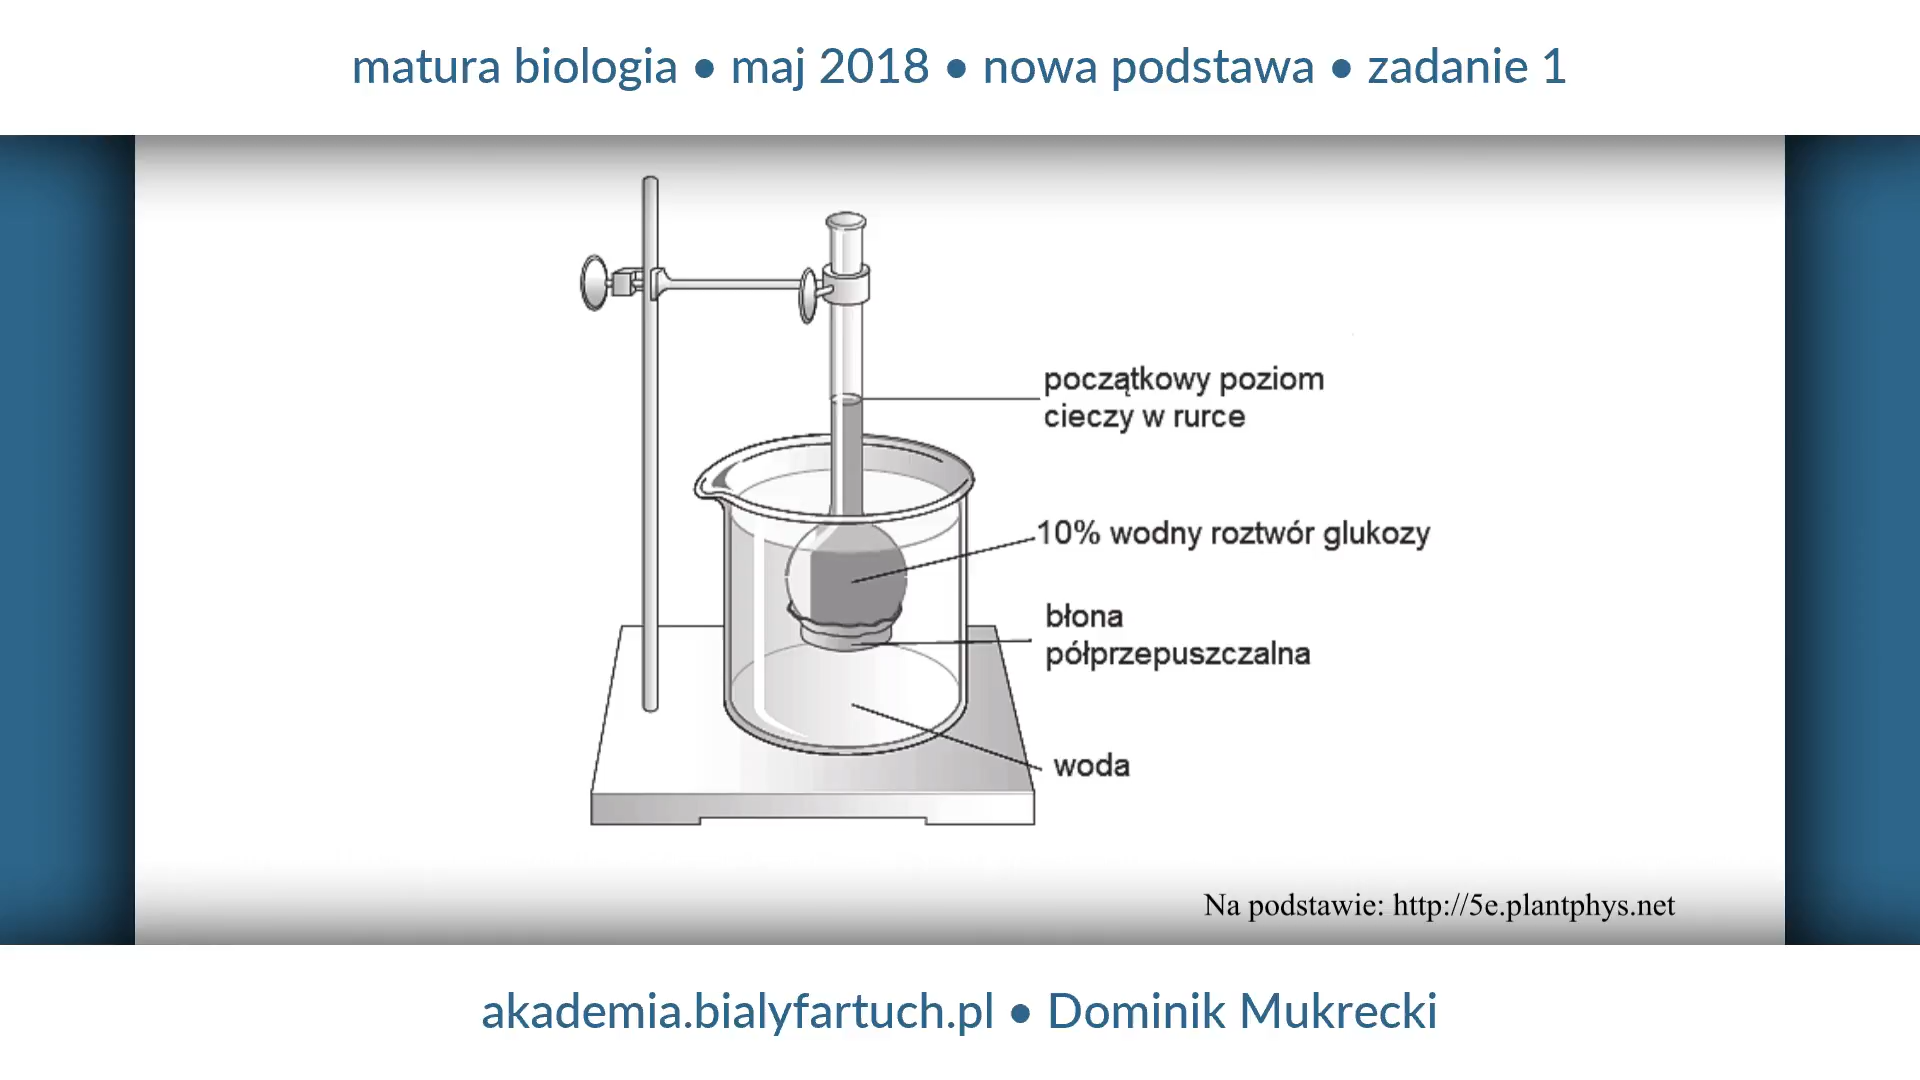 matura biologia • maj 2018 • nowa podstawa • zadanie 1
początkowy poziom
cieczy w rurce
10% wodny roztwór glukozy
błona
półprzepuszczalna
woda
Na podstawie: http://5e.plantphys.net
akademia.bialyfartuch.pl • Dominik Mukrecki